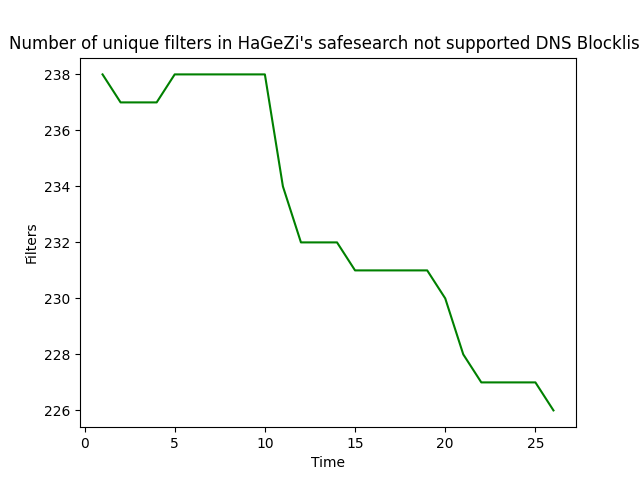 Number of unique filters in HaGeZi's safesearch not supported DNS Blocklis
238
236
234
232
230
228
226
Filters
0 5 10 15 20 25
Time